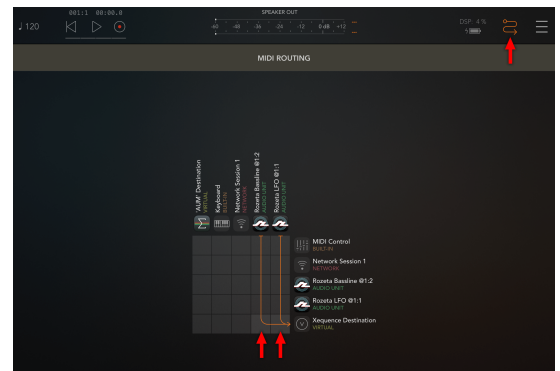 001:1 00:00.0
SPEAKER OUT
♩ 120
-60 -48 -36 -24 -12 0 dB +12
DSP: 4 %
MIDI ROUTING
'AUM' Destination
VIRTUAL
Keyboard
BUILT-IN
Network Session 1
NETWORK
Rozeta Bassline @1:2
AUDIO UNIT
Rozeta LFO @1:1
AUDIO UNIT
MIDI Control
BUILT-IN
Network Session 1
NETWORK
Rozeta Bassline @1:2
AUDIO UNIT
Rozeta LFO @1:1
AUDIO UNIT
V
Xequence Destination
VIRTUAL